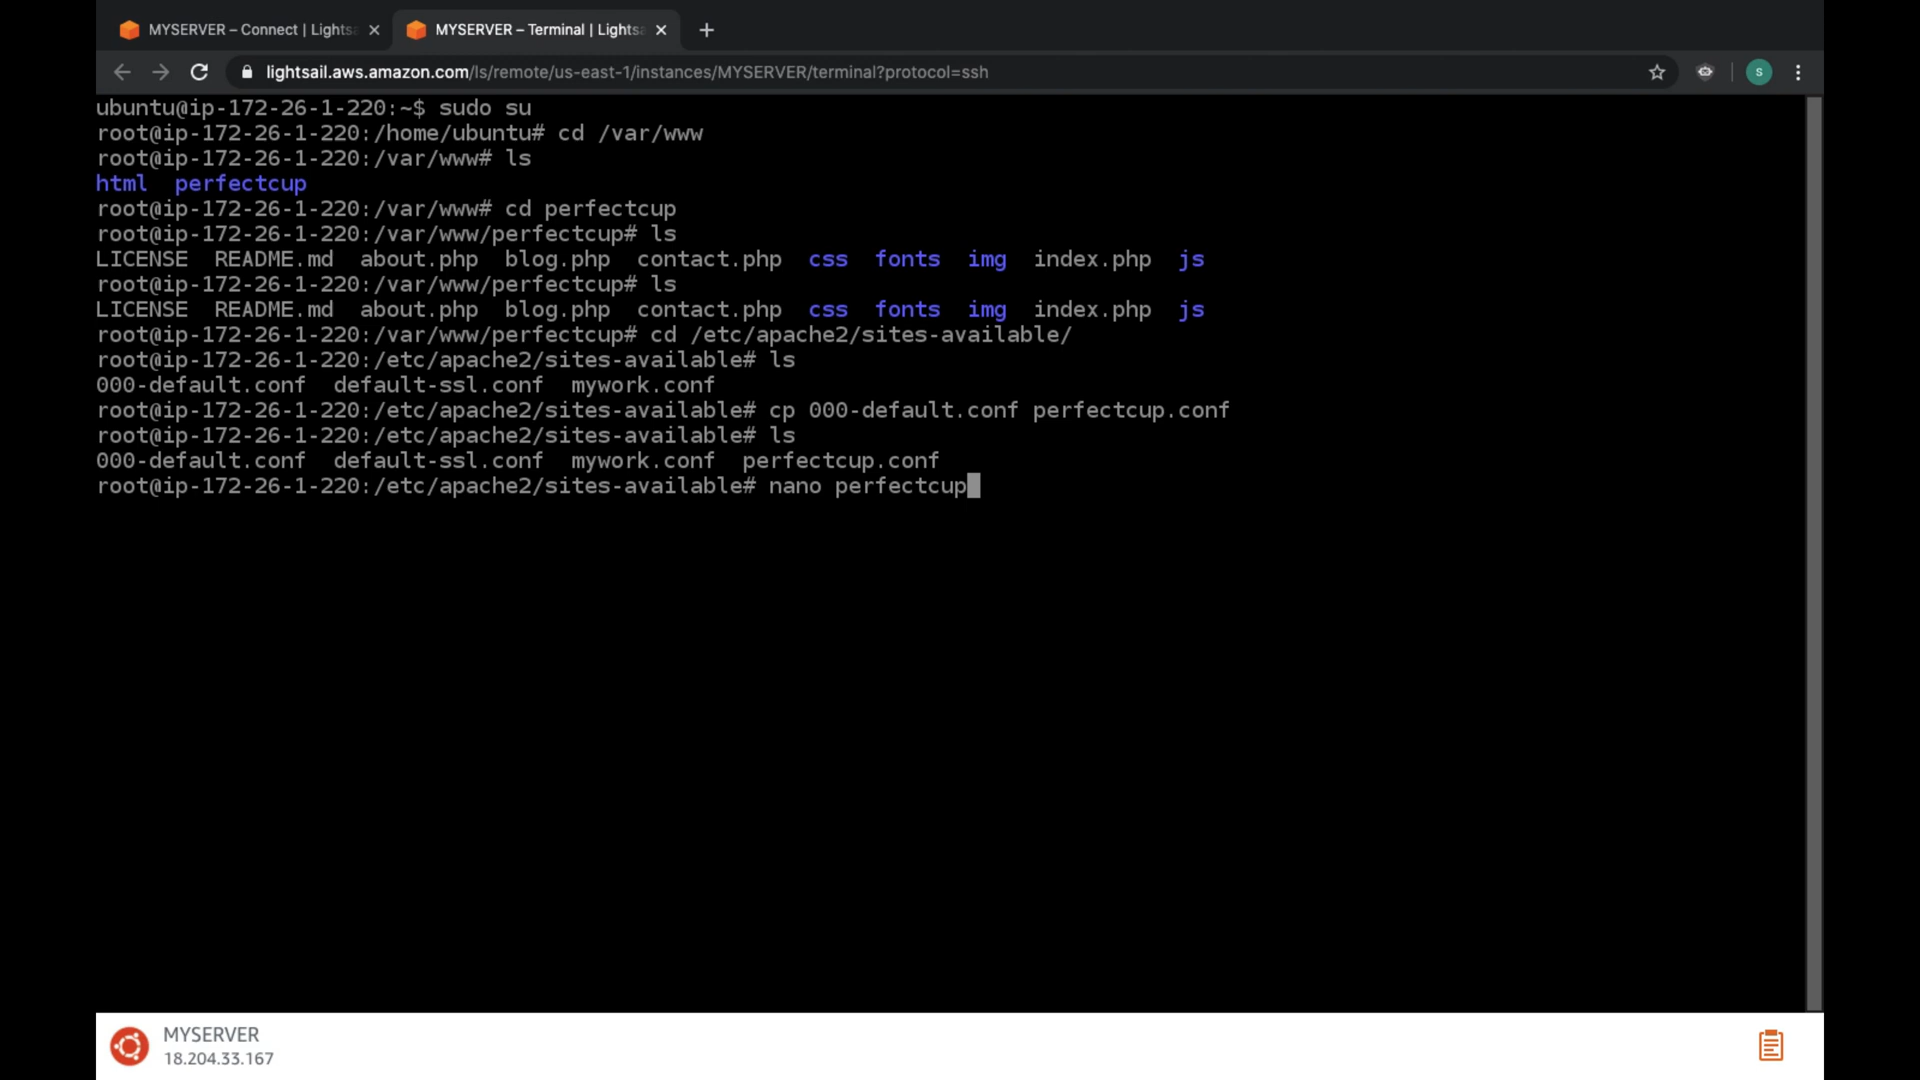 MYSERVER – Connect | Lights
MYSERVER – Terminal | Lights
lightsail.aws.amazon.com/ls/remote/us-east-1/instances/MYSERVER/terminal?protocol=ssh
S
ubuntu@ip-172-26-1-220:~$ sudo su
root@ip-172-26-1-220:/home/ubuntu# cd /var/www
root@ip-172-26-1-220:/var/www# ls
html  perfectcup
root@ip-172-26-1-220:/var/www# cd perfectcup
root@ip-172-26-1-220:/var/www/perfectcup# ls
LICENSE  README.md  about.php  blog.php  contact.php  css  fonts  img  index.php  js
root@ip-172-26-1-220:/var/www/perfectcup# ls
LICENSE  README.md  about.php  blog.php  contact.php  css  fonts  img  index.php  js
root@ip-172-26-1-220:/var/www/perfectcup# cd /etc/apache2/sites-available/
root@ip-172-26-1-220:/etc/apache2/sites-available# ls
000-default.conf  default-ssl.conf  mywork.conf
root@ip-172-26-1-220:/etc/apache2/sites-available# cp 000-default.conf perfectcup.conf
root@ip-172-26-1-220:/etc/apache2/sites-available# ls
000-default.conf  default-ssl.conf  mywork.conf  perfectcup.conf
root@ip-172-26-1-220:/etc/apache2/sites-available# nano perfectcup
MYSERVER
18.204.33.167